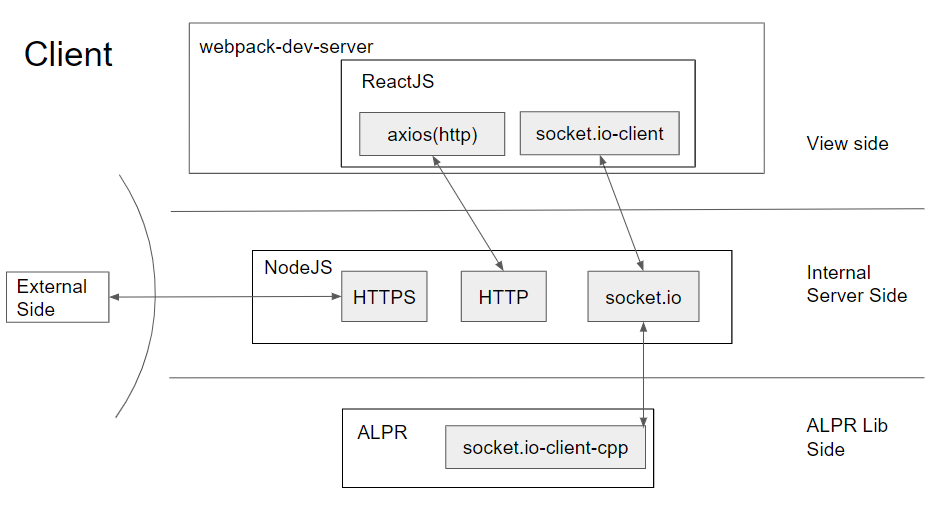 Client
webpack-dev-server
ReactJS
axios(http)
socket.io-client
View side
NodeJS
External
Side
HTTPS
HTTP
socket.io
Internal
Server Side
ALPR
socket.io-client-cpp
ALPR Lib
Side